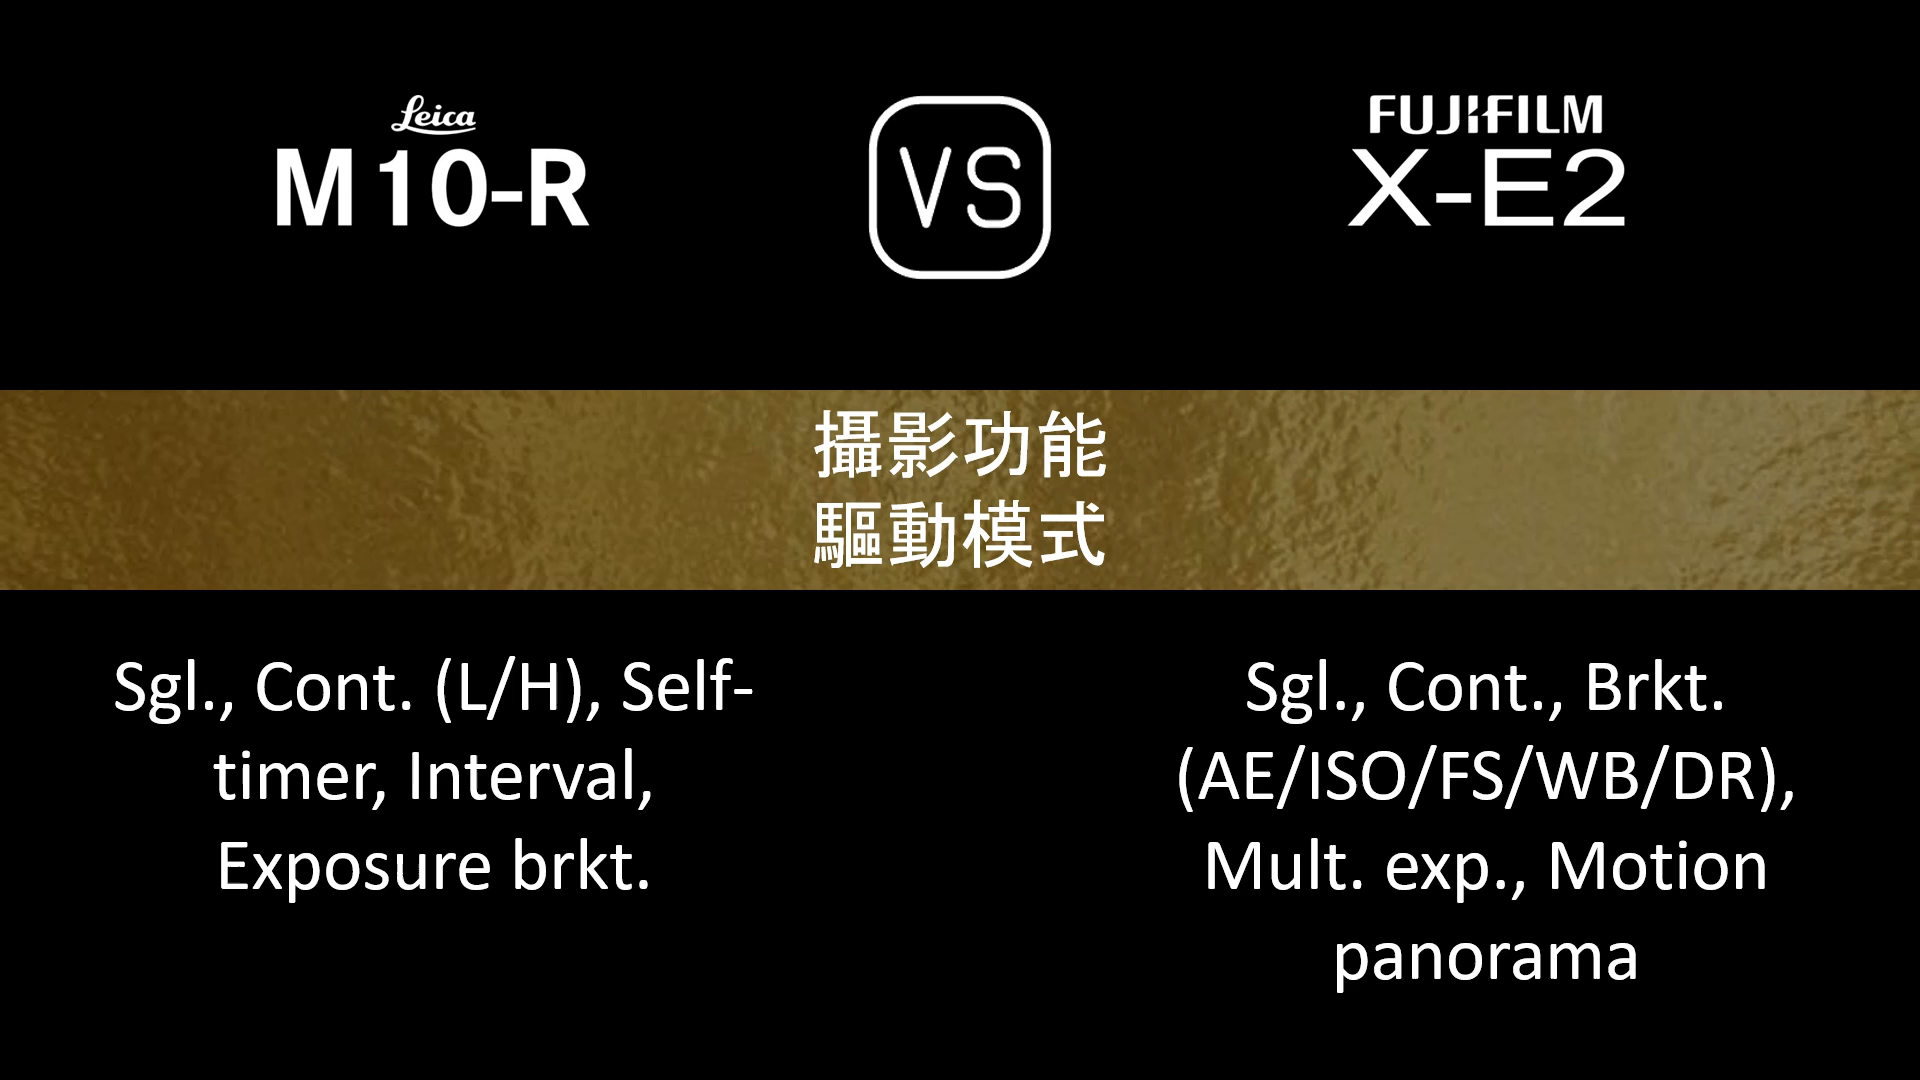 Leica
M10-R
VS
FUJIFILM
X-E2
攝影功能
驅動模式
Sgl., Cont. (L/H), Self-
timer, Interval,
Exposure brkt.
Sgl., Cont., Brkt.
(AE/ISO/FS/WB/DR),
Mult. exp., Motion
panorama